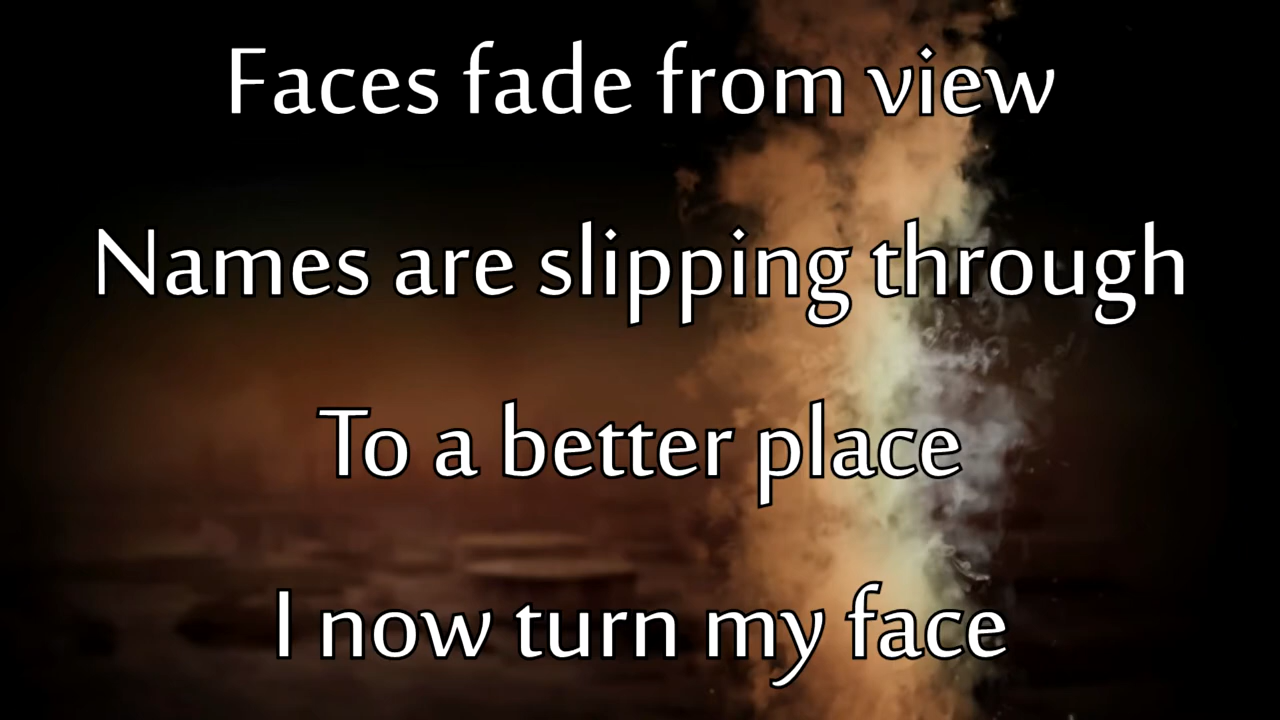 Faces fade from view
Names are slipping through
To a better place
I now turn my face